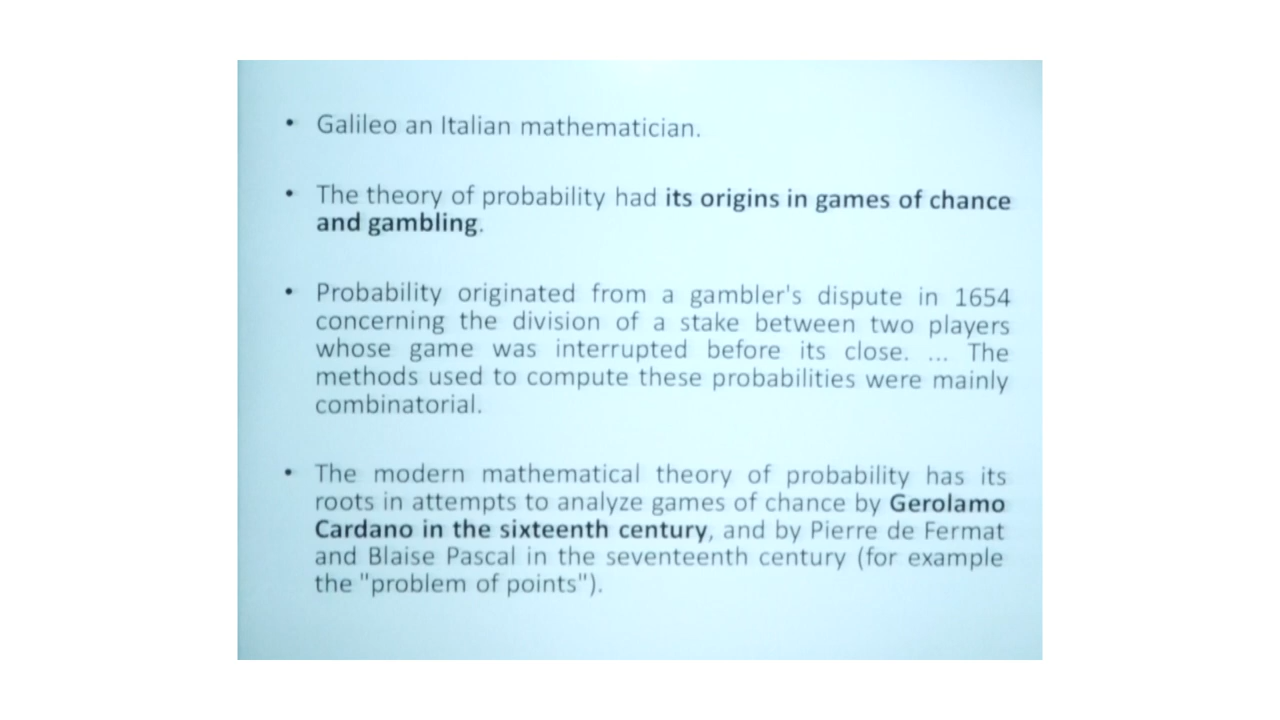 • Galileo an Italian mathematician.
• The theory of probability had its origins in games of chance
and gambling.
• Probability originated from a gambler's dispute in 1654
concerning the division of a stake between two players
whose game was interrupted before its close. ... The
methods used to compute these probabilities were mainly
combinatorial.
• The modern mathematical theory of probability has its
roots in attempts to analyze games of chance by Gerolamo
Cardano in the sixteenth century, and by Pierre de Fermat
and Blaise Pascal in the seventeenth century (for example
the "problem of points").